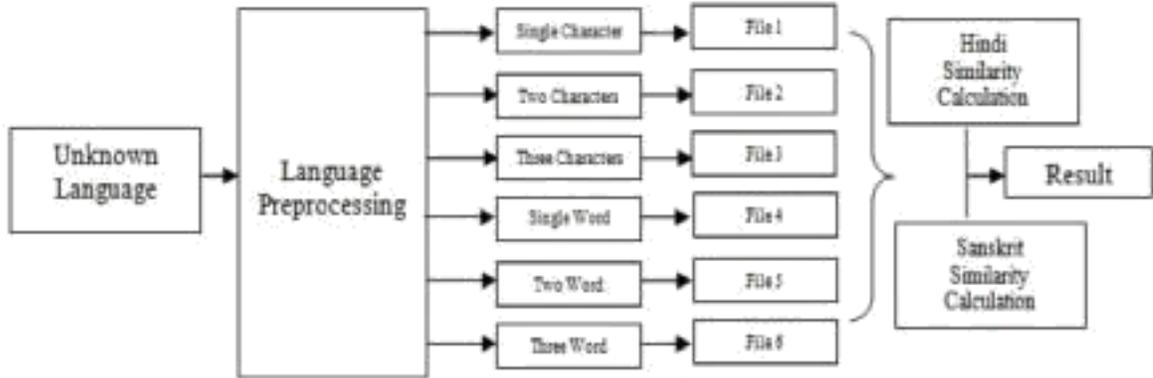 Unknown
Language
Language
Preprocessing
Single Character
File 1
Two Characters
File 2
Three Characters
File 3
Single Word
File 4
Two Word
File 5
Three Word
File 6
Hindi
Similarity
Calculation
Sanskrit
Similarity
Calculation
Result